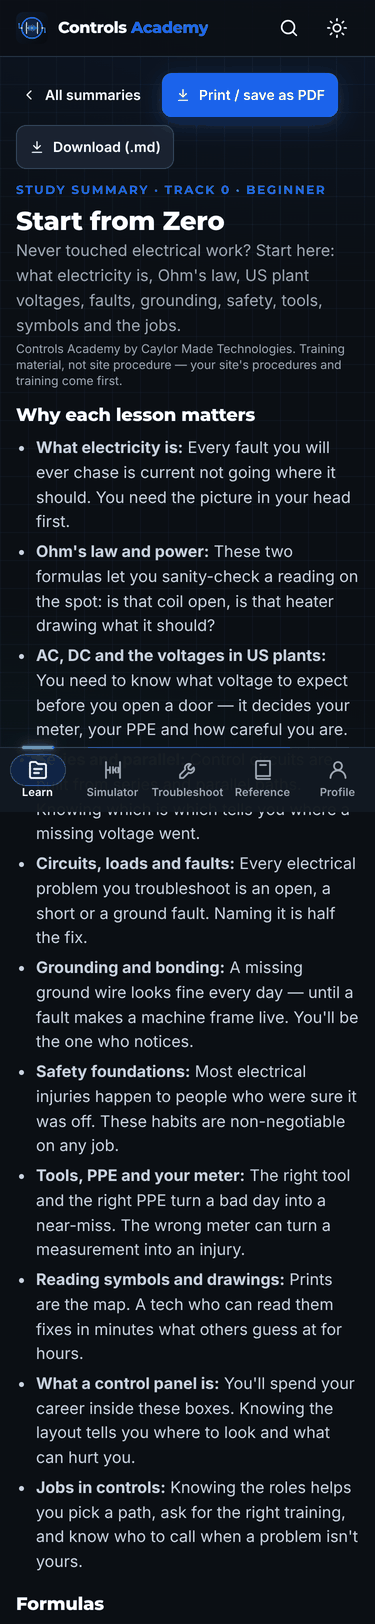 Controls Academy
All summaries
Print / save as PDF
Download (.md)
STUDY SUMMARY · TRACK 0 · BEGINNER
Start from Zero
Never touched electrical work? Start here:
what electricity is, Ohm's law, US plant
voltages, faults, grounding, safety, tools,
symbols and the jobs.
Controls Academy by Caylor Made Technologies. Training
material, not site procedure — your site's procedures and
training come first.
Why each lesson matters
• What electricity is: Every fault you will
ever chase is current not going where it
should. You need the picture in your head
first.
• Ohm's law and power: These two
formulas let you sanity-check a reading on
the spot: is that coil open, is that heater
drawing what it should?
• AC, DC and the voltages in US plants:
You need to know what voltage to expect
before you open a door — it decides your
meter, your PPE and how careful you are.
Learn
Simulator
Troubleshoot
Reference
Profile
Knowing which is which tells you where a
missing voltage went.
• Circuits, loads and faults: Every electrical
problem you troubleshoot is an open, a
short or a ground fault. Naming it is half
the fix.
• Grounding and bonding: A missing
ground wire looks fine every day — until a
fault makes a machine frame live. You'll be
the one who notices.
• Safety foundations: Most electrical
injuries happen to people who were sure it
was off. These habits are non-negotiable
on any job.
• Tools, PPE and your meter: The right tool
and the right PPE turn a bad day into a
near-miss. The wrong meter can turn a
measurement into an injury.
• Reading symbols and drawings: Prints
are the map. A tech who can read them
fixes in minutes what others guess at for
hours.
• What a control panel is: You'll spend your
career inside these boxes. Knowing the
layout tells you where to look and what
can hurt you.
• Jobs in controls: Knowing the roles helps
you pick a path, ask for the right training,
and know who to call when a problem isn't
yours.
Formulas